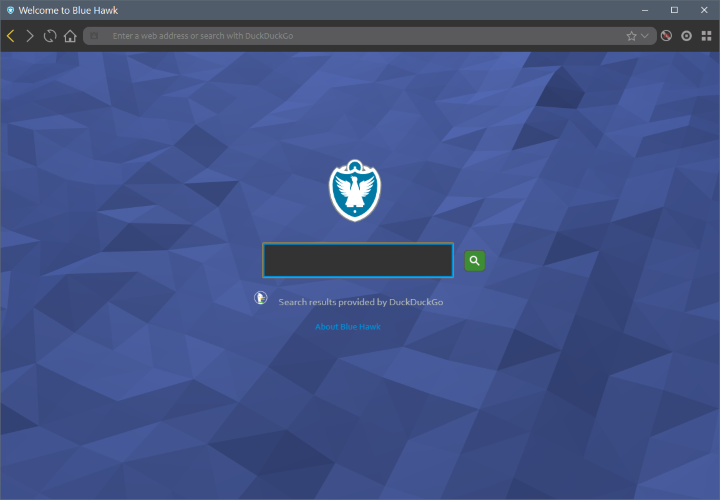 Welcome to Blue Hawk
Enter a web address or search with DuckDuckGo
Search results provided by DuckDuckGo
About Blue Hawk